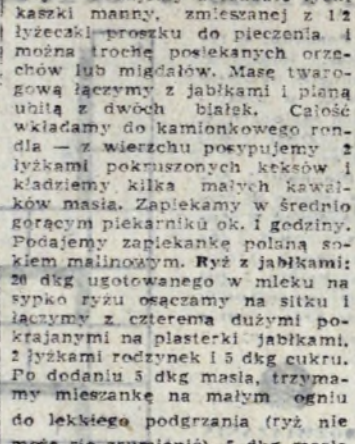 kaszki manny, zmieszanej z 1/2
łyżeczki proszku do pieczenia i
można trochę posiekanych orze-
chów lub migdałów. Masę twaro-
gową łączymy z jabłkami i pianą
ubitą z dwóch białek. Całość
wkładamy do kamionkowego ron-
dla — z wierzchu posypujemy 2
łyżkami pokruszonych keksów i
kładziemy kilka małych kawał-
ków masła. Zapiekamy w średnio
gorącym piekarniku ok. 1 godziny.
Podajemy zapiekankę polaną so-
kiem malinowym. Ryż z jabłkami:
20 dkg ugotowanego w mleku na
sypko ryżu osączamy na sitku i
łączymy z czterema dużymi po-
krajanymi na plasterki jabłkami,
2 łyżkami rodzynek i 5 dkg cukru.
Po dodaniu 5 dkg masła, trzyma-
my mieszankę na małym ogniu
do lekkiego podgrzania (ryż nie